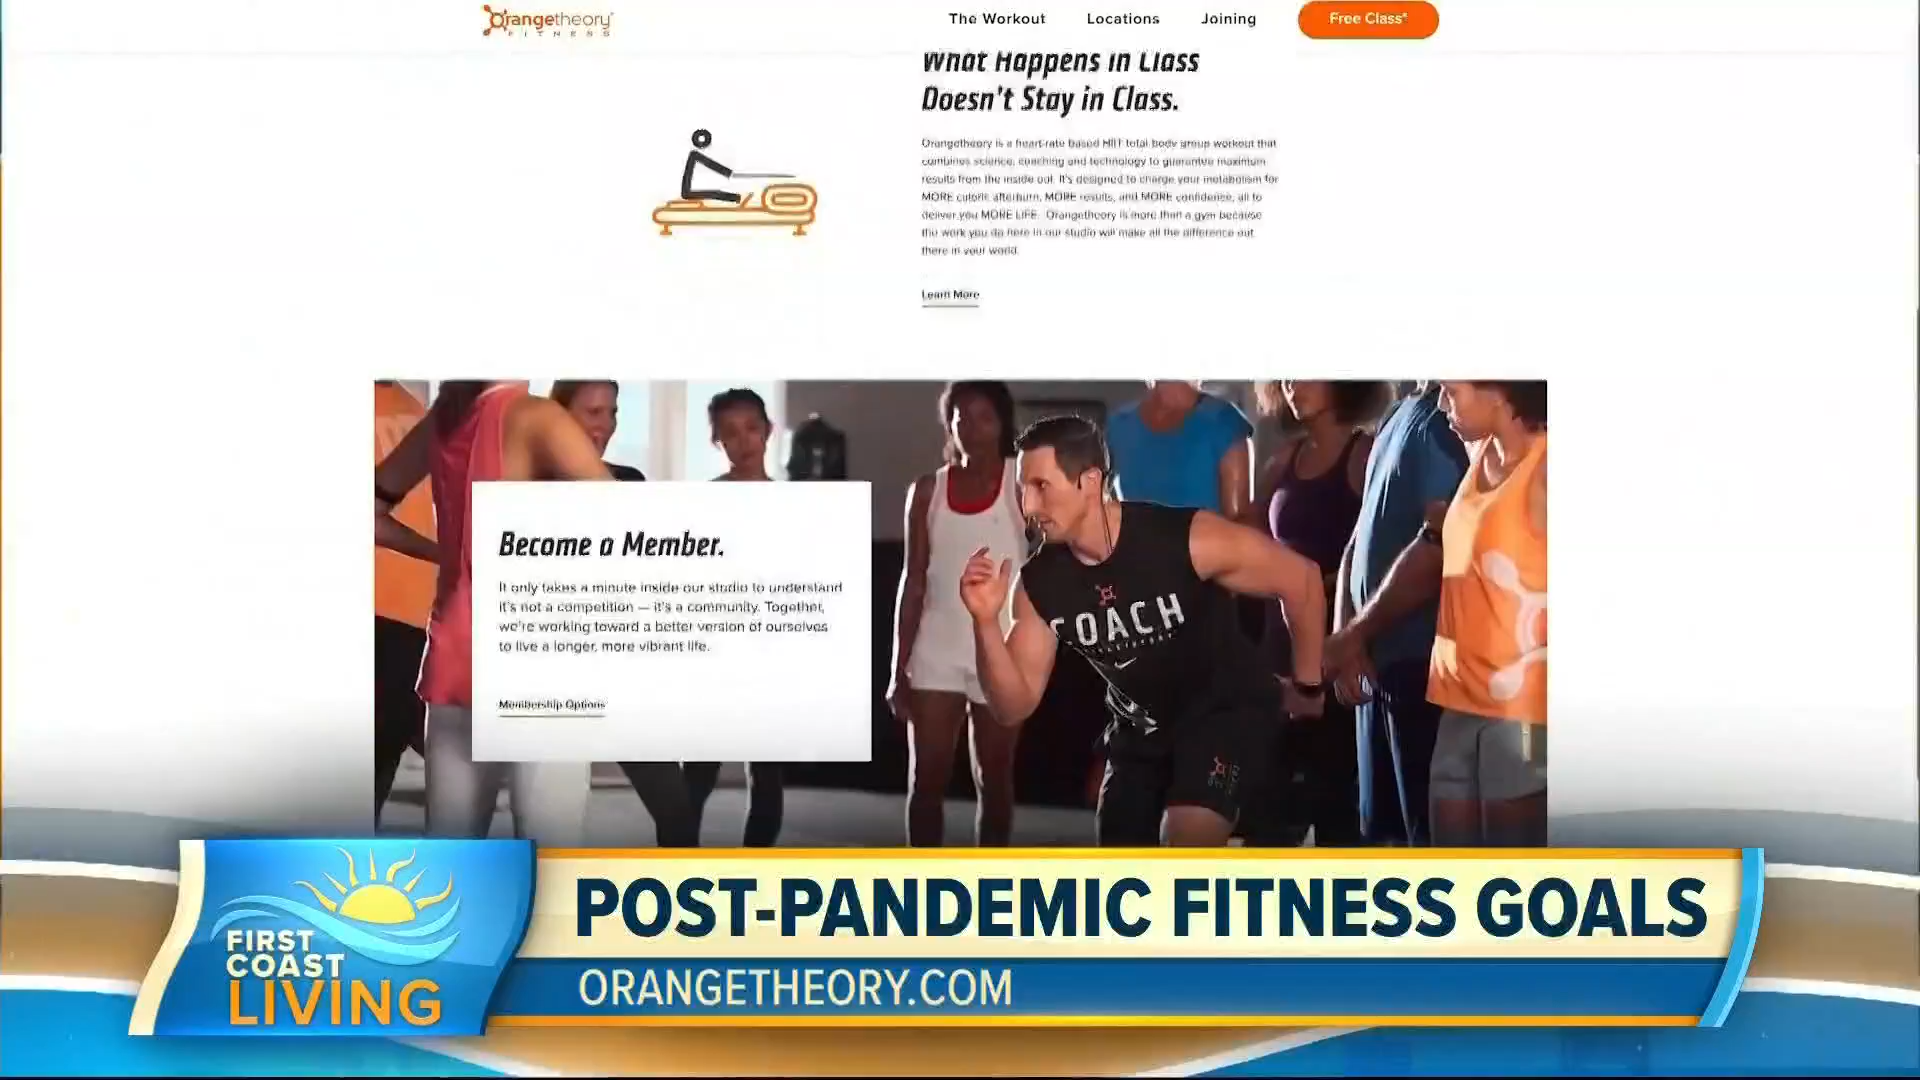 Orangetheory
FITNESS
The Workout
Locations
Joining
Free Class*
What Happens in Class
Doesn't Stay in Class.
Orangetheory is a heart-rate based HIIT total body group workout that
combines science, coaching and technology to guarantee maximum
results from the inside out. It's designed to charge your metabolism for
MORE caloric afterburn, MORE results, and MORE confidence, all to
deliver you MORE LIFE. Orangetheory is more than a gym because
the work you do here in our studio will make all the difference out
there in your world.
Learn More
Become a Member.
It only takes a minute inside our studio to understand
it's not a competition — it's a community. Together,
we're working toward a better version of ourselves
to live a longer, more vibrant life.
Membership Options
COACH
FIRST
COAST
LIVING
POST-PANDEMIC FITNESS GOALS
ORANGETHEORY.COM